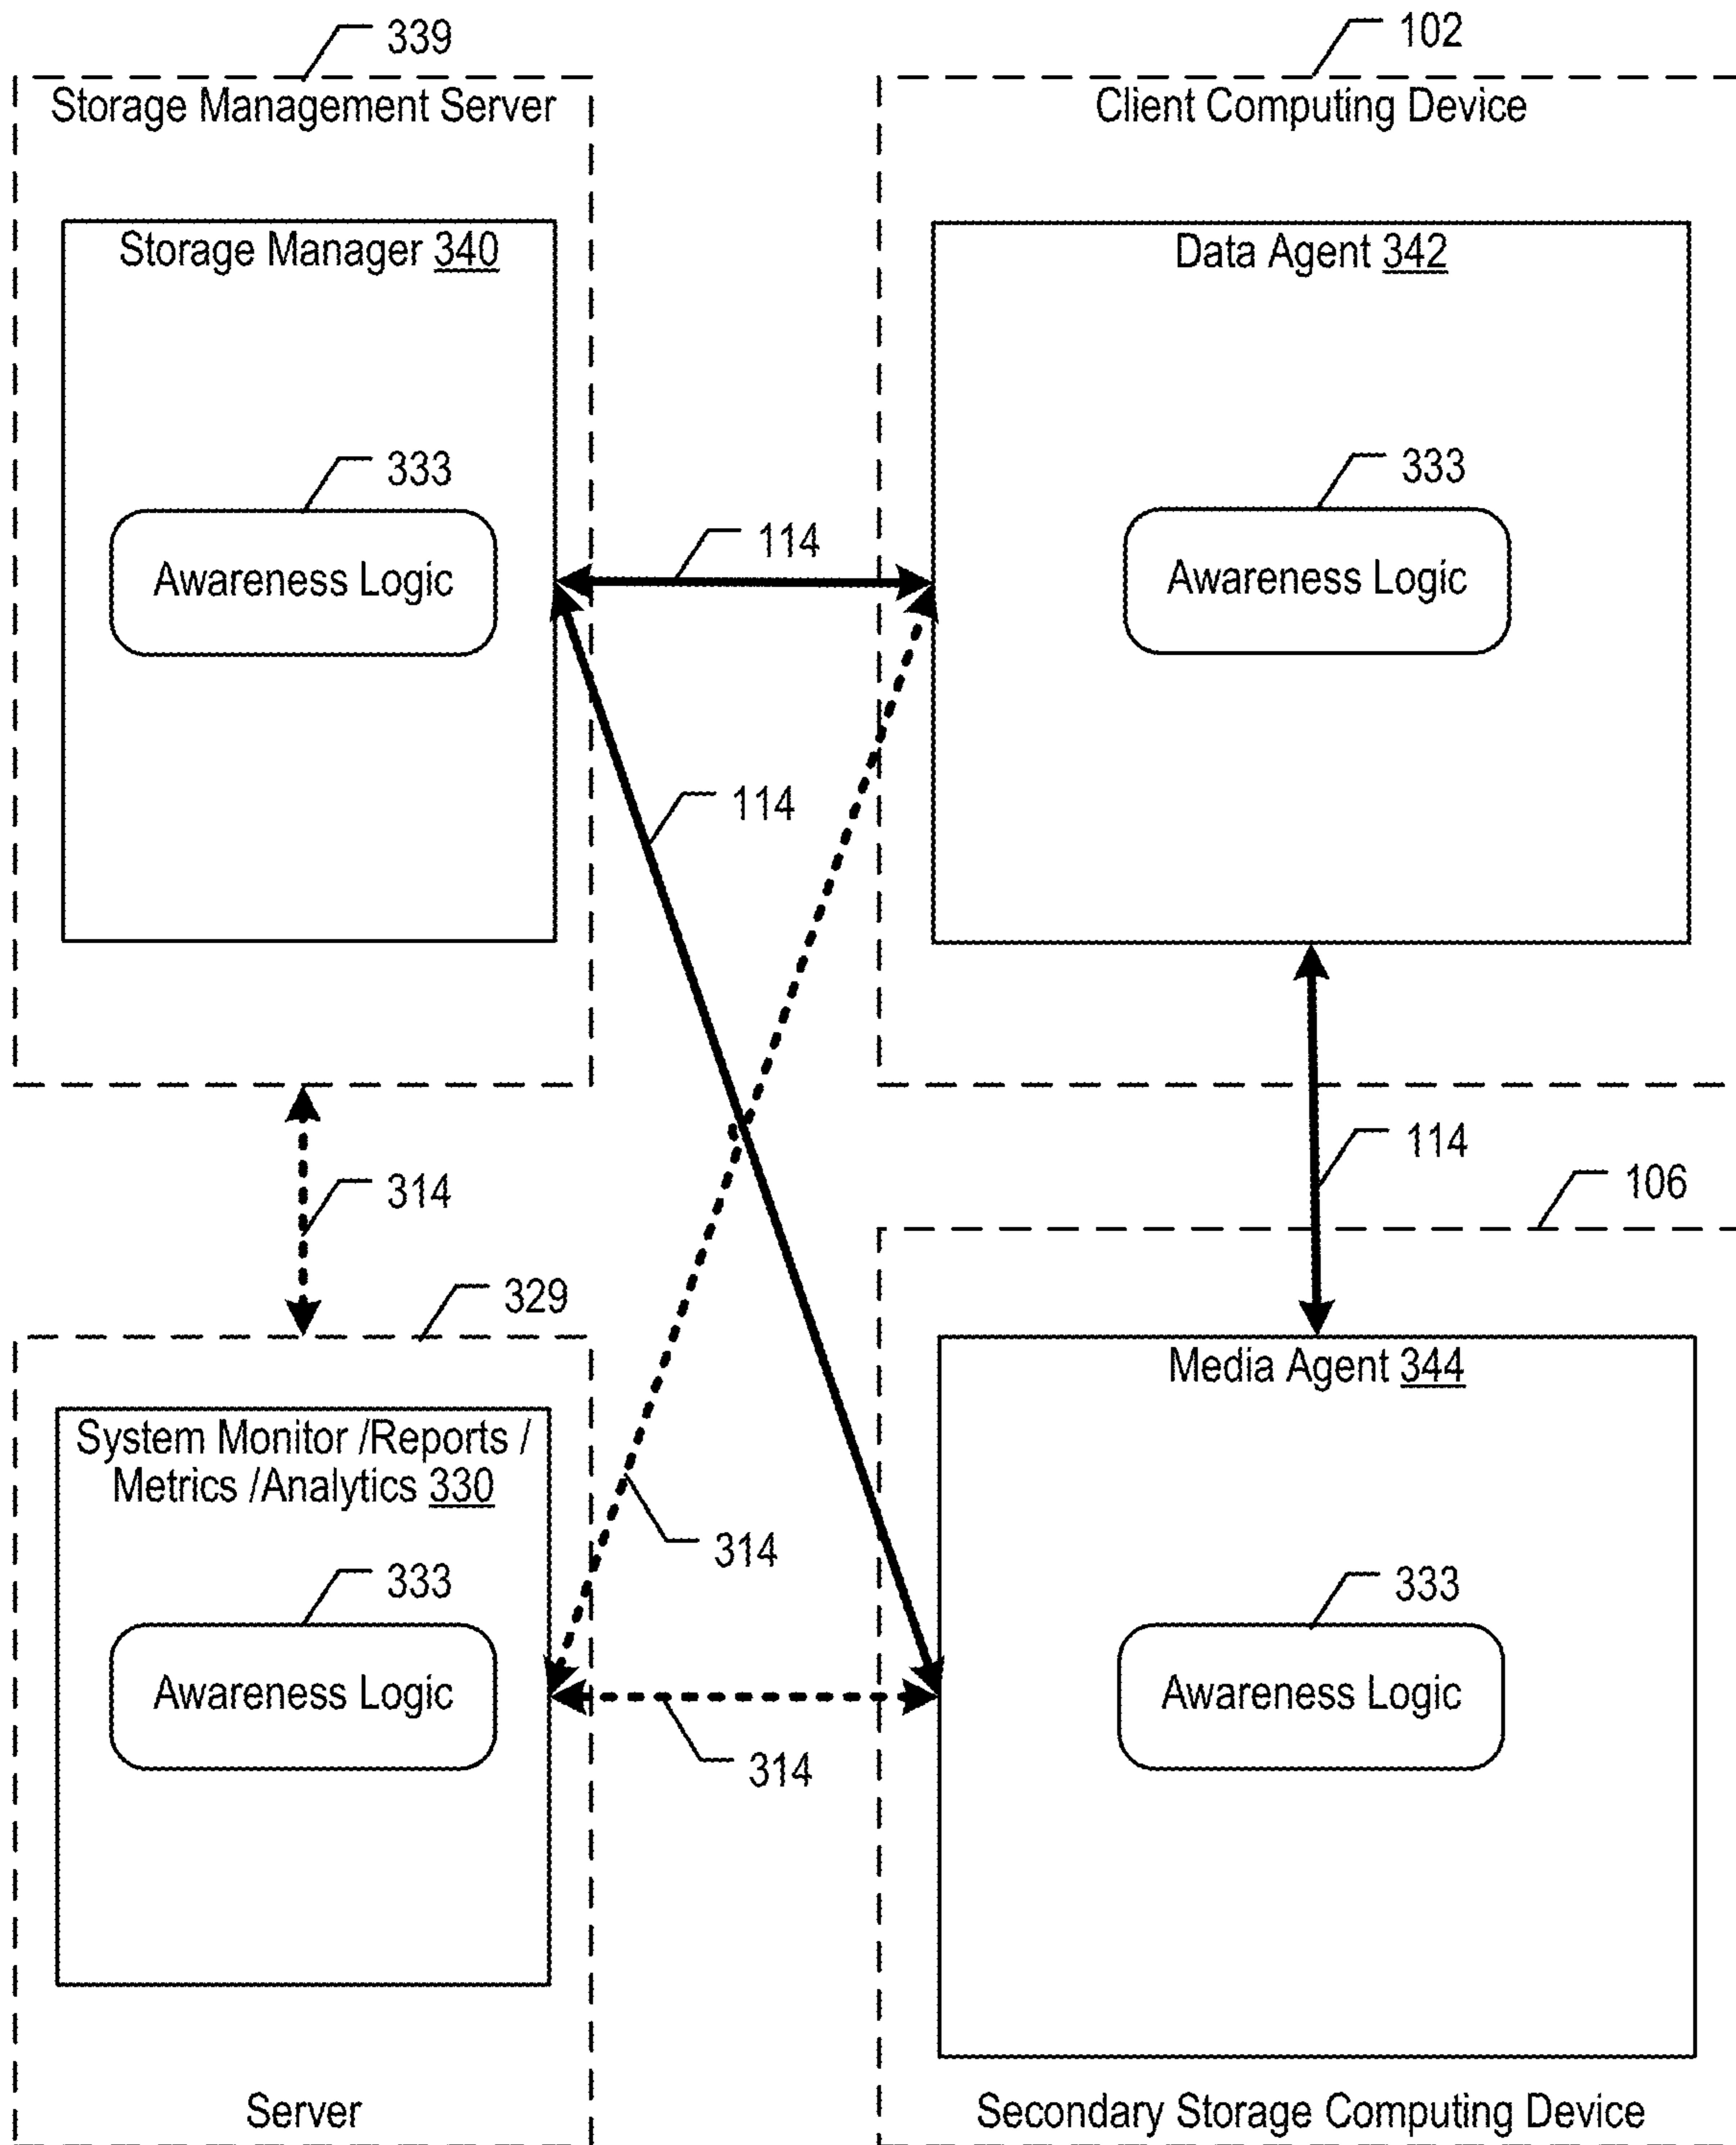 339
Storage Management Server
Storage Manager 340
333
Awareness Logic
102
Client Computing Device
Data Agent 342
333
Awareness Logic
114
114
114
314
329
System Monitor /Reports /
Metrics /Analytics 330
333
Awareness Logic
Server
314
314
106
Media Agent 344
333
Awareness Logic
Secondary Storage Computing Device